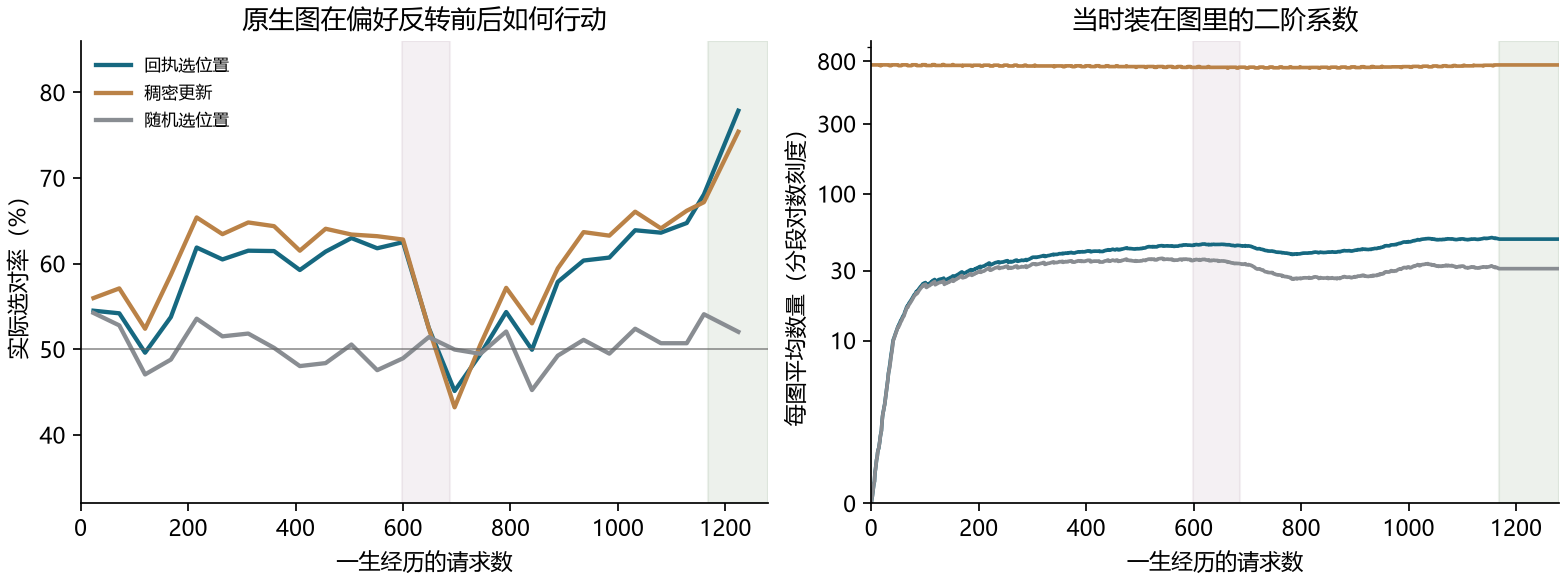 原生图在偏好反转前后如何行动
回执选位置
稠密更新
随机选位置
实际选对率（%）
80
70
60
50
40
0
200
400
600
800
1000
1200
一生经历的请求数
当时装在图里的二阶系数
每图平均数量（分段对数刻度）
800
300
100
30
10
0
0
200
400
600
800
1000
1200
一生经历的请求数